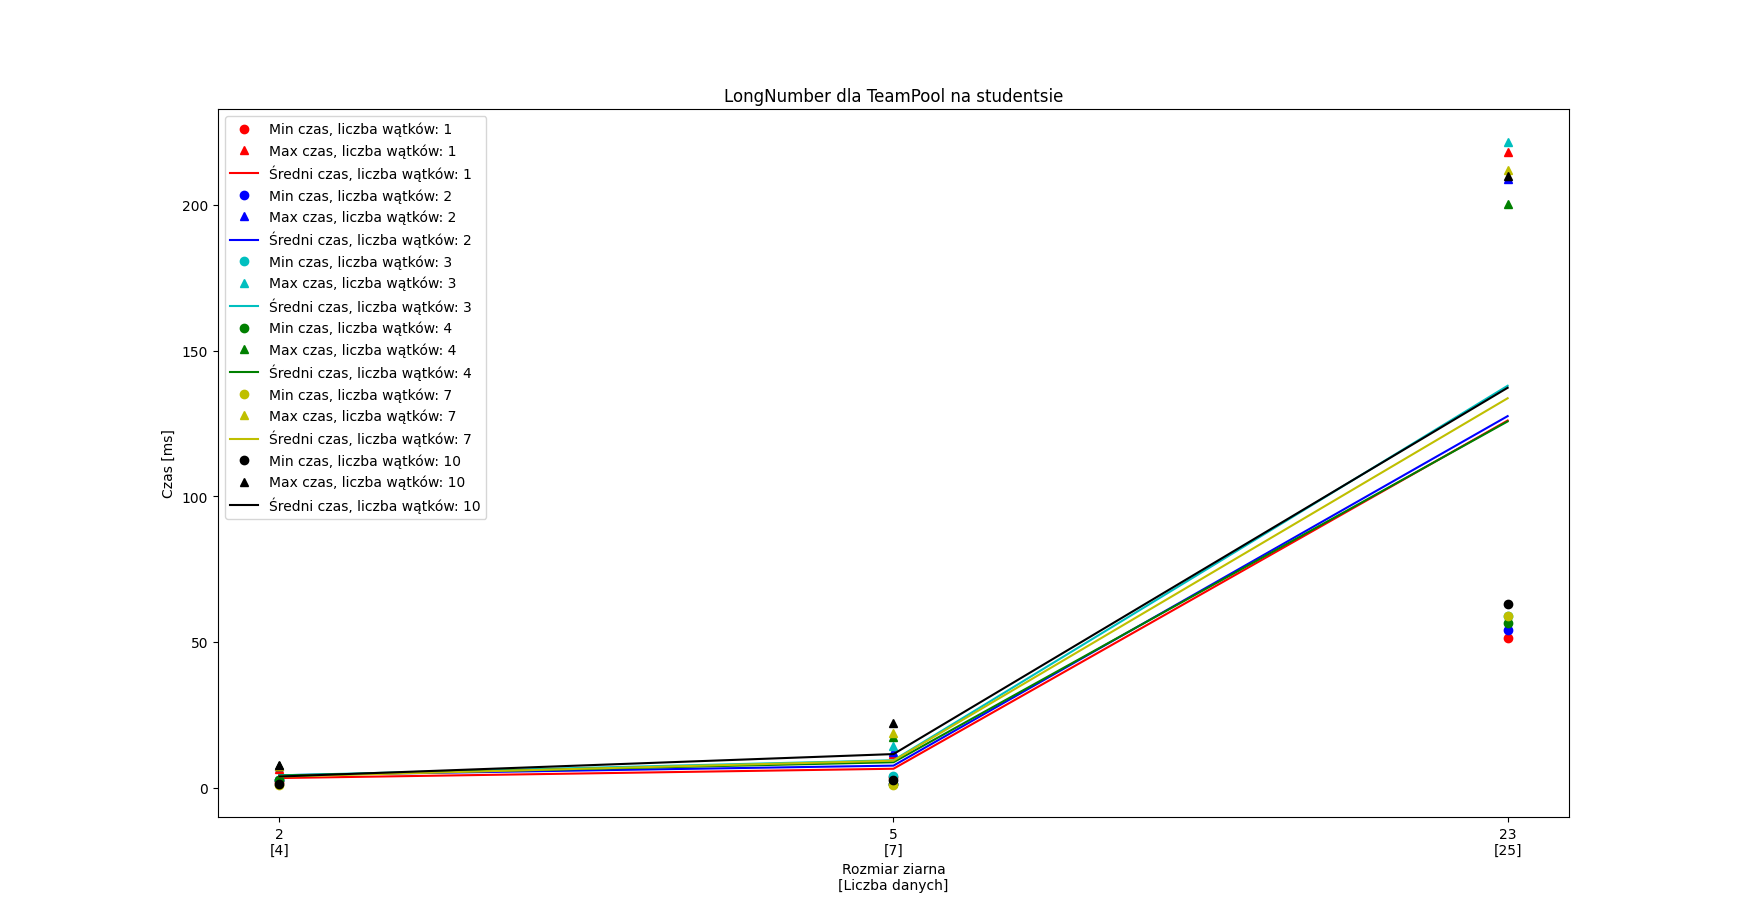 LongNumber dla TeamPool na studentsie
Min czas, liczba wątków: 1
Max czas, liczba wątków: 1
Średni czas, liczba wątków: 1
Min czas, liczba wątków: 2
Max czas, liczba wątków: 2
Średni czas, liczba wątków: 2
Min czas, liczba wątków: 3
Max czas, liczba wątków: 3
Średni czas, liczba wątków: 3
Min czas, liczba wątków: 4
Max czas, liczba wątków: 4
Średni czas, liczba wątków: 4
Min czas, liczba wątków: 7
Max czas, liczba wątków: 7
Średni czas, liczba wątków: 7
Min czas, liczba wątków: 10
Max czas, liczba wątków: 10
Średni czas, liczba wątków: 10
Czas [ms]
200
150
100
50
0
2
[4]
5
[7]
23
[25]
Rozmiar ziarna
[Liczba danych]